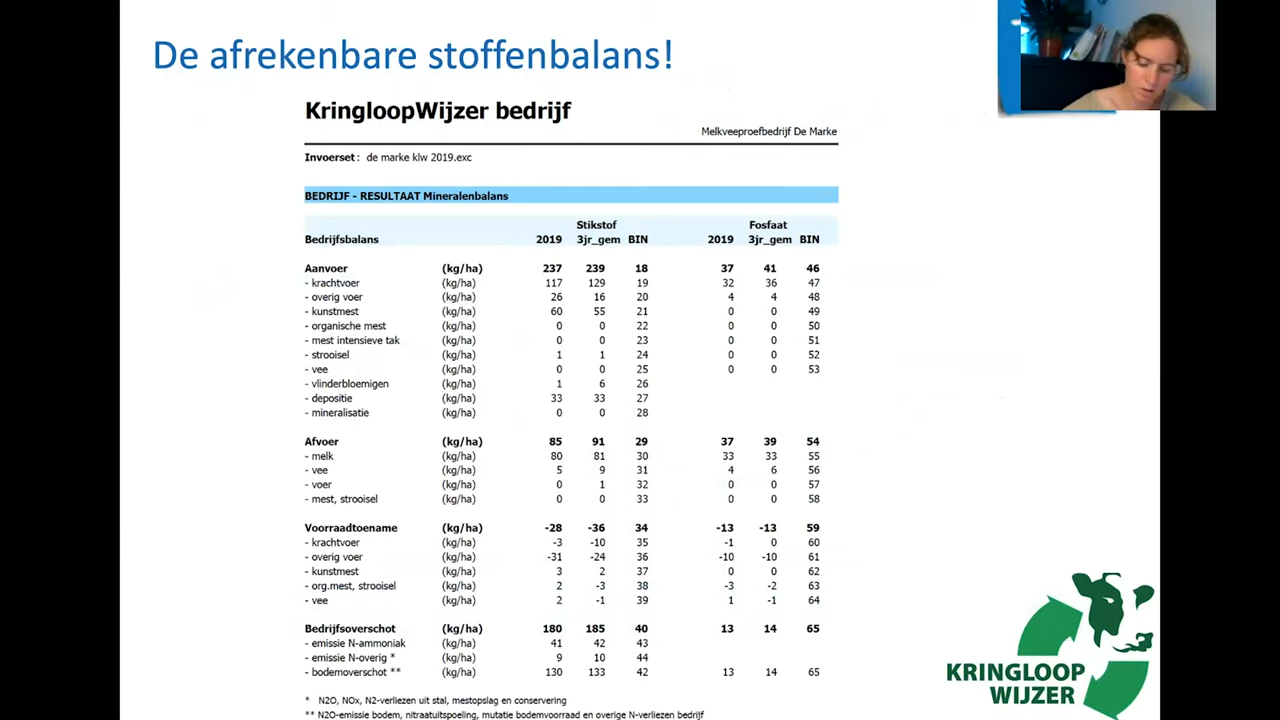 De afrekenbare stoffenbalans!
KringloopWijzer bedrijf
Melkveeproefbedrijf De Marke
Invoerset : de marke klw 2019.exc
BEDRIJF - RESULTAAT Mineralenbalans
Stikstof Fosfaat
Bedrijfsbalans 2019 3jr_gem BIN 2019 3jr_gem BIN
Aanvoer (kg/ha) 237 239 18 37 41 46
- krachtvoer (kg/ha) 117 129 19 32 36 47
- overig voer (kg/ha) 26 16 20 4 4 48
- kunstmest (kg/ha) 60 55 21 0 0 49
- organische mest (kg/ha) 0 0 22 0 0 50
- mest intensieve tak (kg/ha) 0 0 23 0 0 51
- strooisel (kg/ha) 1 1 24 0 0 52
- vee (kg/ha) 0 0 25 0 0 53
- vlinderbloemigen (kg/ha) 1 6 26
- depositie (kg/ha) 33 33 27
- mineralisatie (kg/ha) 0 0 28
Afvoer (kg/ha) 85 91 29 37 39 54
- melk (kg/ha) 80 81 30 33 33 55
- vee (kg/ha) 5 9 31 4 6 56
- voer (kg/ha) 0 1 32 0 0 57
- mest, strooisel (kg/ha) 0 0 33 0 0 58
Voorraadtoename (kg/ha) -28 -36 34 -13 -13 59
- krachtvoer (kg/ha) -3 -10 35 -1 0 60
- overig voer (kg/ha) -31 -24 36 -10 -10 61
- kunstmest (kg/ha) 3 2 37 0 0 62
- org.mest, strooisel (kg/ha) 2 -3 38 -3 -2 63
- vee (kg/ha) 2 -1 39 1 -1 64
Bedrijfsoverschot (kg/ha) 180 185 40 13 14 65
- emissie N-ammoniak (kg/ha) 41 42 43
- emissie N-overig * (kg/ha) 9 10 44
- bodemoverschot ** (kg/ha) 130 133 42 13 14 65
* N2O, NOx, N2-verliezen uit stal, mestopslag en conservering
** N2O-emissie bodem, nitraatuitspoeling, mutatie bodemvoorraad en overige N-verliezen bedrijf
KRINGLOOP
WIJZER